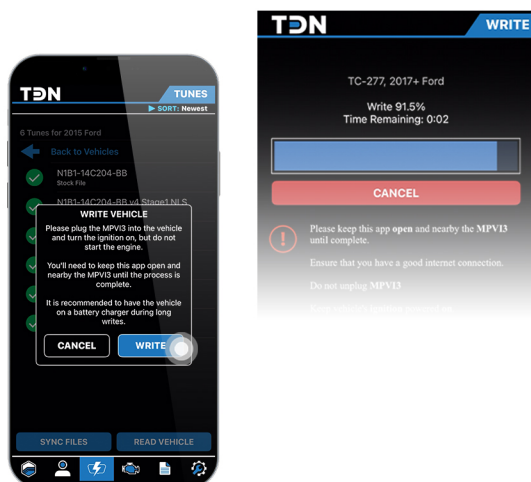 TDN
TUNES
▶ SORT: Newest
6 Tunes for 2015 Ford
Back to Vehicles
N1B1-14C204-BB
Stock File
N1B1-14C204-BB v4 Stage1 NLS
WRITE VEHICLE
Please plug the MPVI3 into the vehicle
and turn the ignition on, but do not
start the engine.
You'll need to keep this app open and
nearby the MPVI3 until the process is
complete.
It is recommended to have the vehicle
on a battery charger during long
writes.
CANCEL
WRITE
SYNC FILES
READ VEHICLE
TDN
WRITE
TC-277, 2017+ Ford
Write 91.5%
Time Remaining: 0:02
CANCEL
Please keep this app open and nearby the MPVI3
until complete.
Ensure that you have a good internet connection.
Do not unplug MPVI3